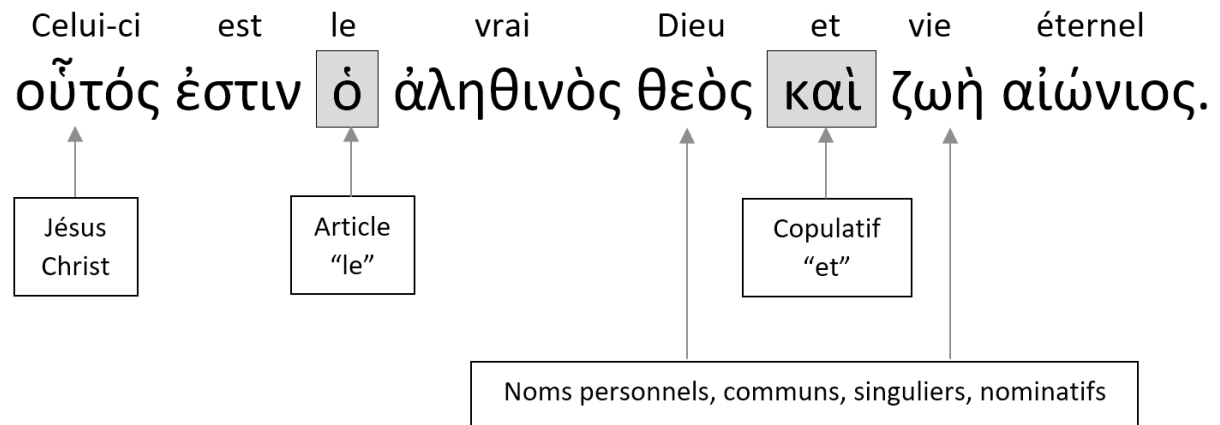 Celui-ci est le vrai Dieu et vie éternel
οὗτός ἐστιν ὁ ἀληθινὸς θεὸς καὶ ζωὴ αἰώνιος.
Jésus
Christ
Article
“le”
Copulatif
“et”
Noms personnels, communs, singuliers, nominatifs